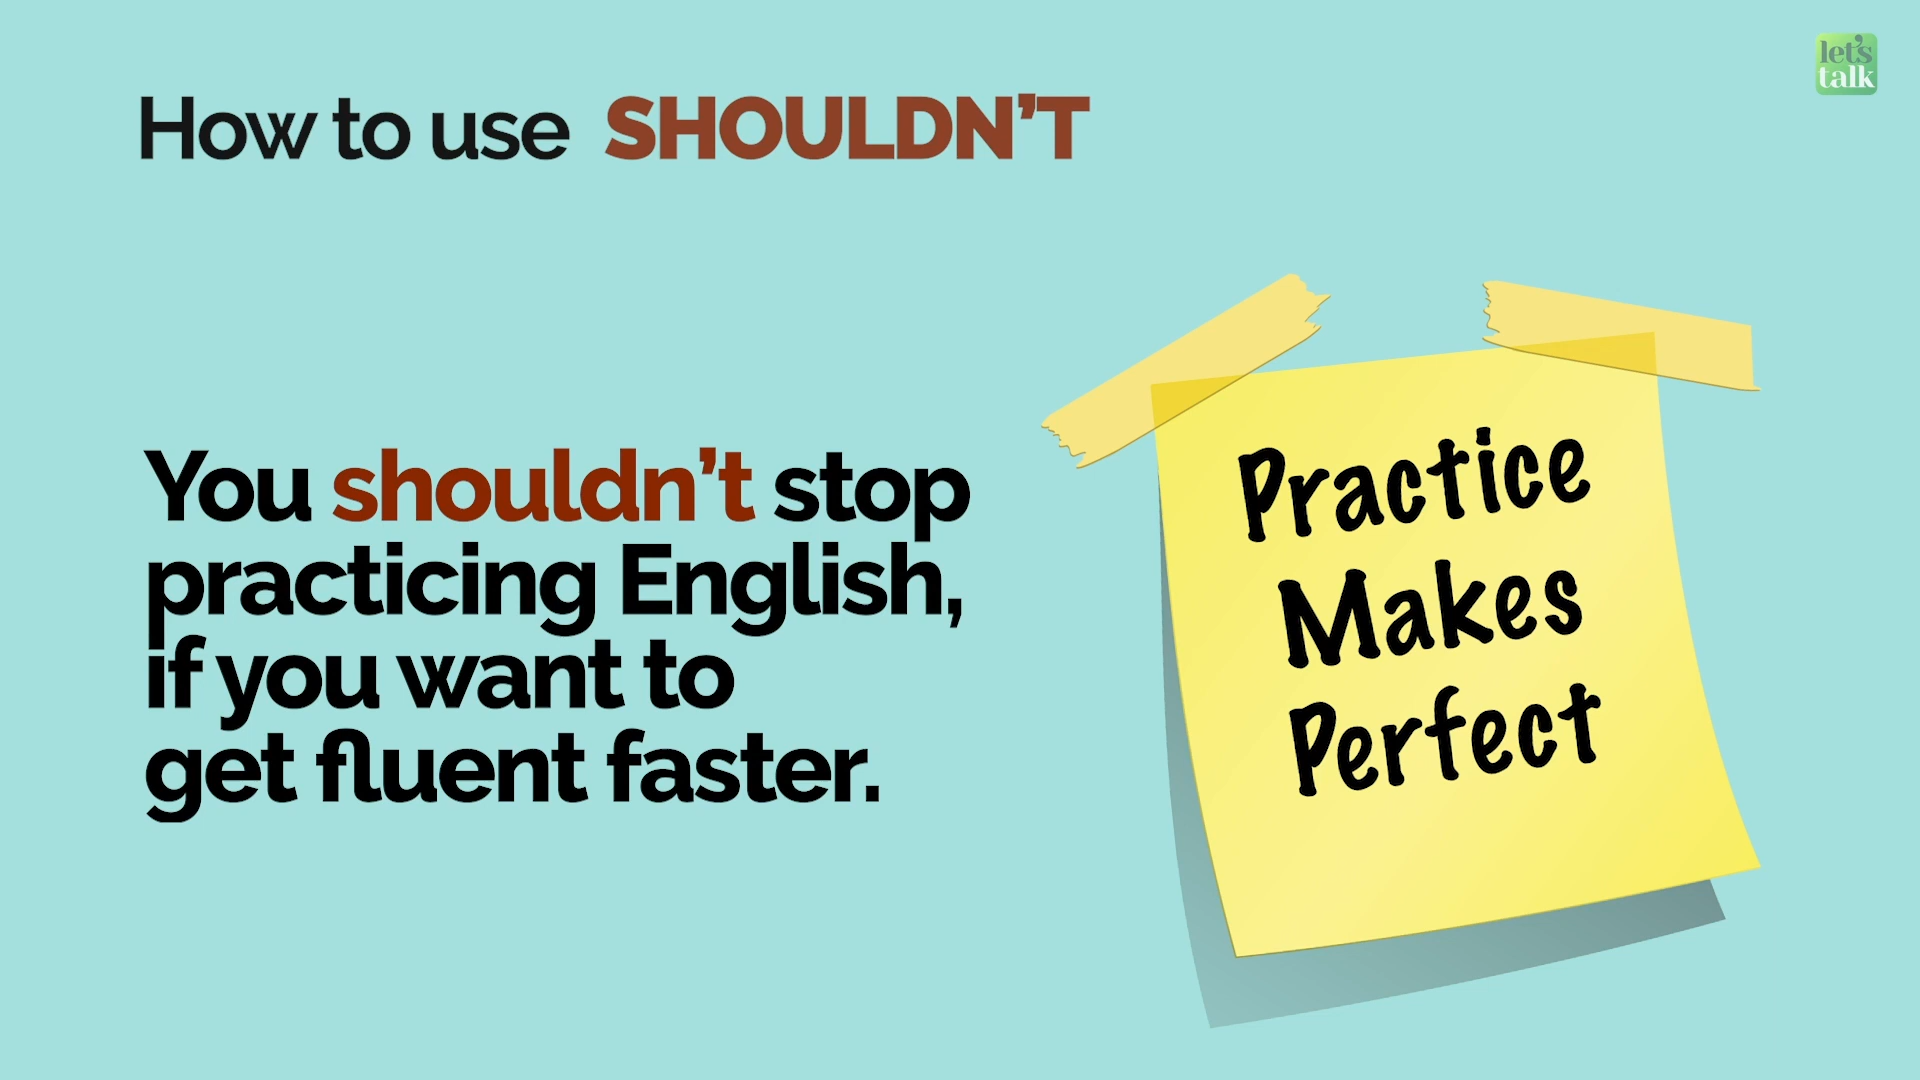 let's
talk
How to use SHOULDN’T
You shouldn’t stop
practicing English,
if you want to
get fluent faster.
Practice
Makes
Perfect